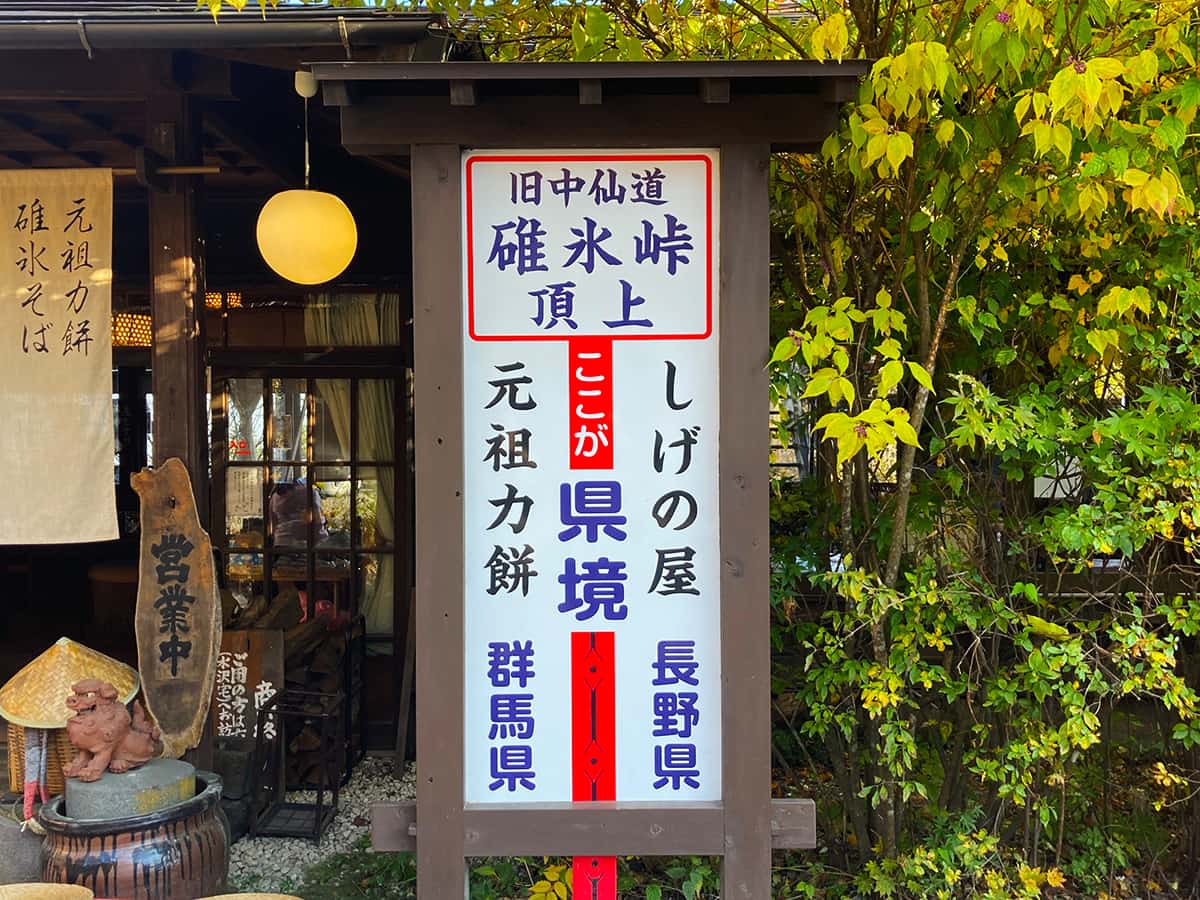 旧中仙道
碓氷峠
頂上
ここが
県境
しげの屋
長野県
元祖力餅
群馬県
元祖力餅
碓氷そば
営業中